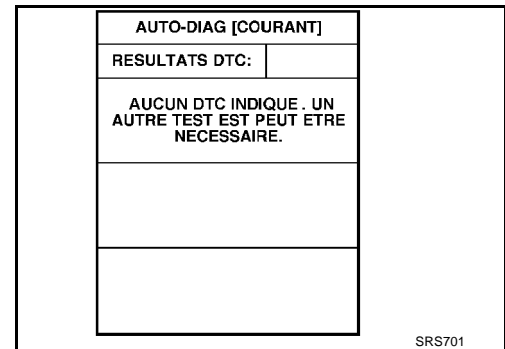 AUTO-DIAG [COURANT]
RESULTATS DTC:
AUCUN DTC INDIQUE . UN
AUTRE TEST EST PEUT ETRE
NECESSAIRE.
SRS701